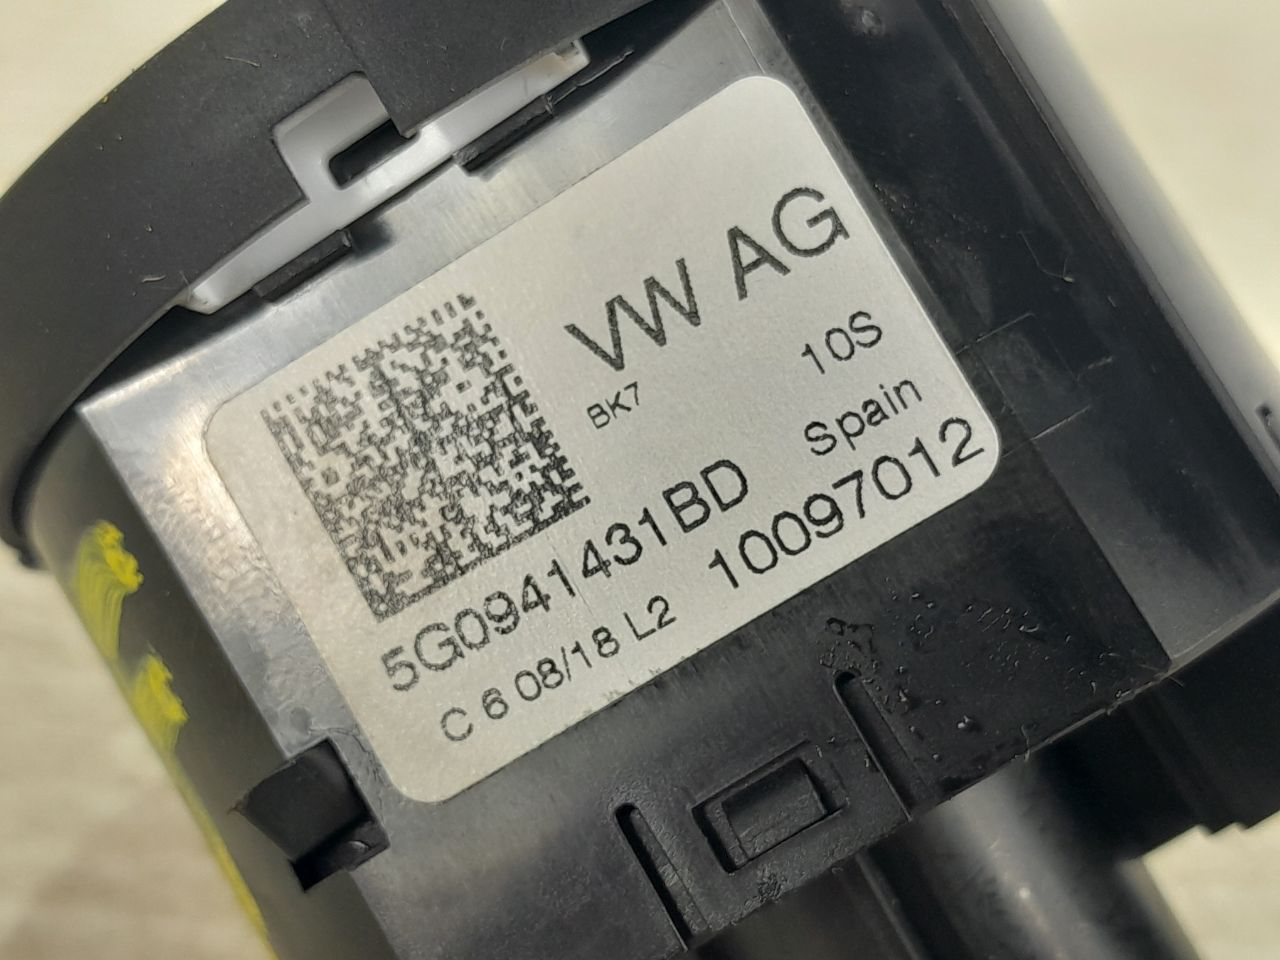 VW AG
BK7
10S
Spain
5G0941431BD
10097012
C 6 08/18 L2